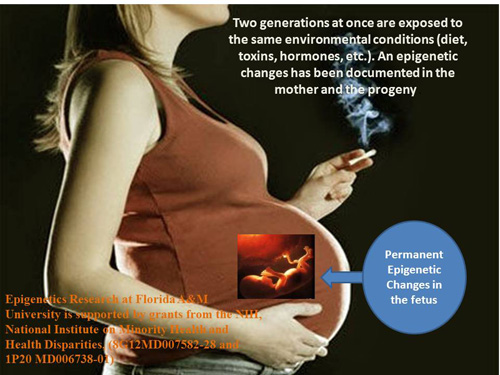 Two generations at once are exposed to
the same environmental conditions (diet,
toxins, hormones, etc.). An epigenetic
changes has been documented in the
mother and the progeny
Permanent
Epigenetic
Changes in
the fetus
Epigenetics Research at Florida A&M
University is supported by grants from the NIH,
National Institute on Minority Health and
Health Disparities. (8G12MD007582-28 and
1P20 MD006738-01)